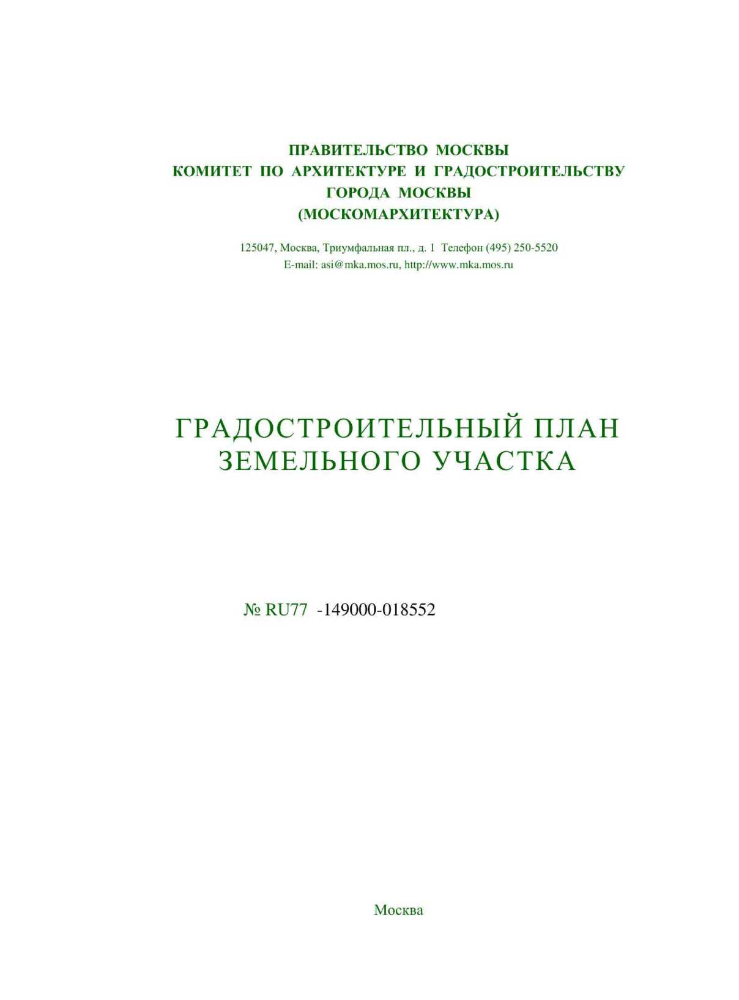 ПРАВИТЕЛЬСТВО МОСКВЫ
КОМИТЕТ ПО АРХИТЕКТУРЕ И ГРАДОСТРОИТЕЛЬСТВУ
ГОРОДА МОСКВЫ
(МОСКОМАРХИТЕКТУРА)
125047, Москва, Триумфальная пл., д. 1 Телефон (495) 250-5520
E-mail: asi@mka.mos.ru, http://www.mka.mos.ru
ГРАДОСТРОИТЕЛЬНЫЙ ПЛАН
ЗЕМЕЛЬНОГО УЧАСТКА
№ RU77 -149000-018552
Москва